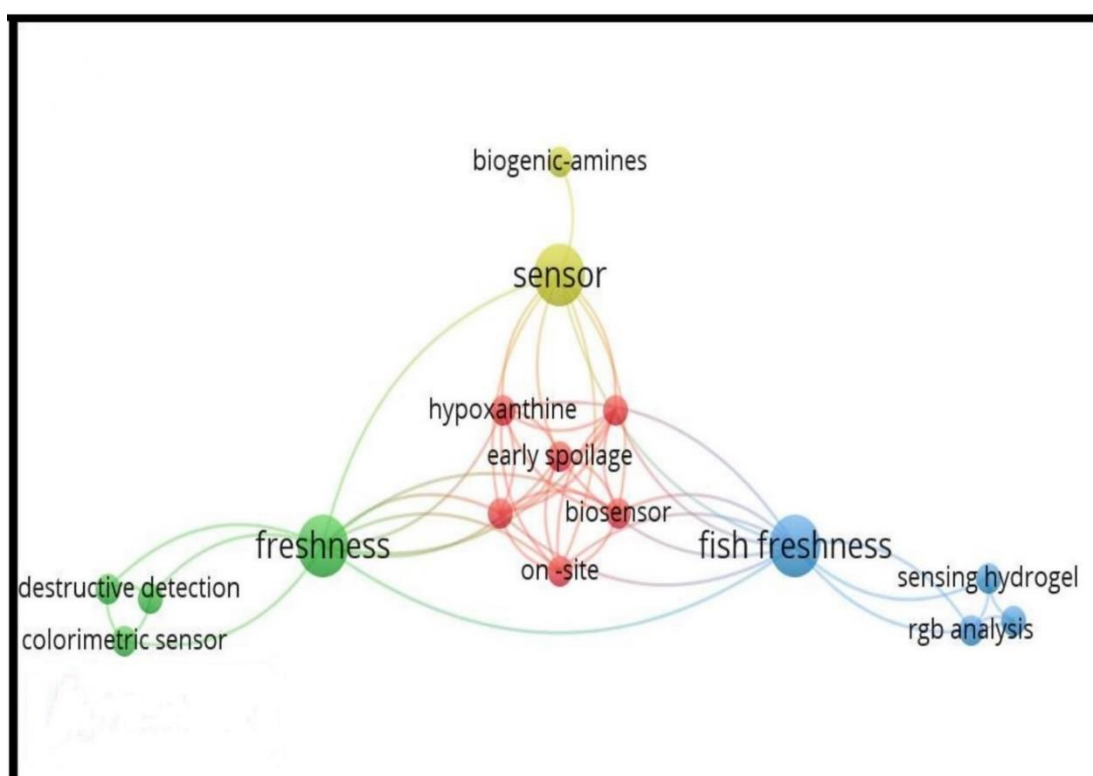 biogenic-amines
sensor
hypoxanthine
early spoilage
biosensor
freshness
fish freshness
on -site
destructive detection
sensing hydrogel
colorimetric sensor
rgb analysis